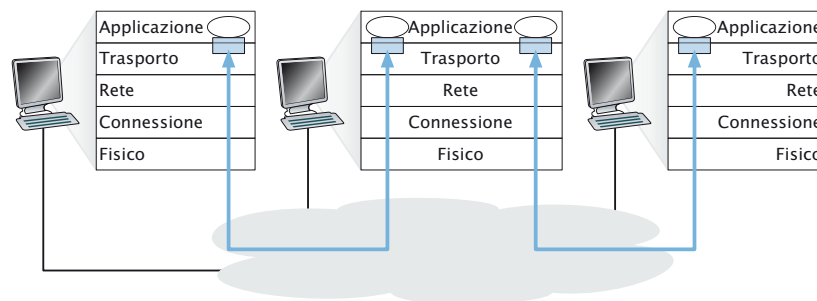 Applicazione
Trasporto
Rete
Connessione
Fisico
Applicazione
Trasporto
Rete
Connessione
Fisico
Applicazione
Trasporto
Rete
Connessione
Fisico